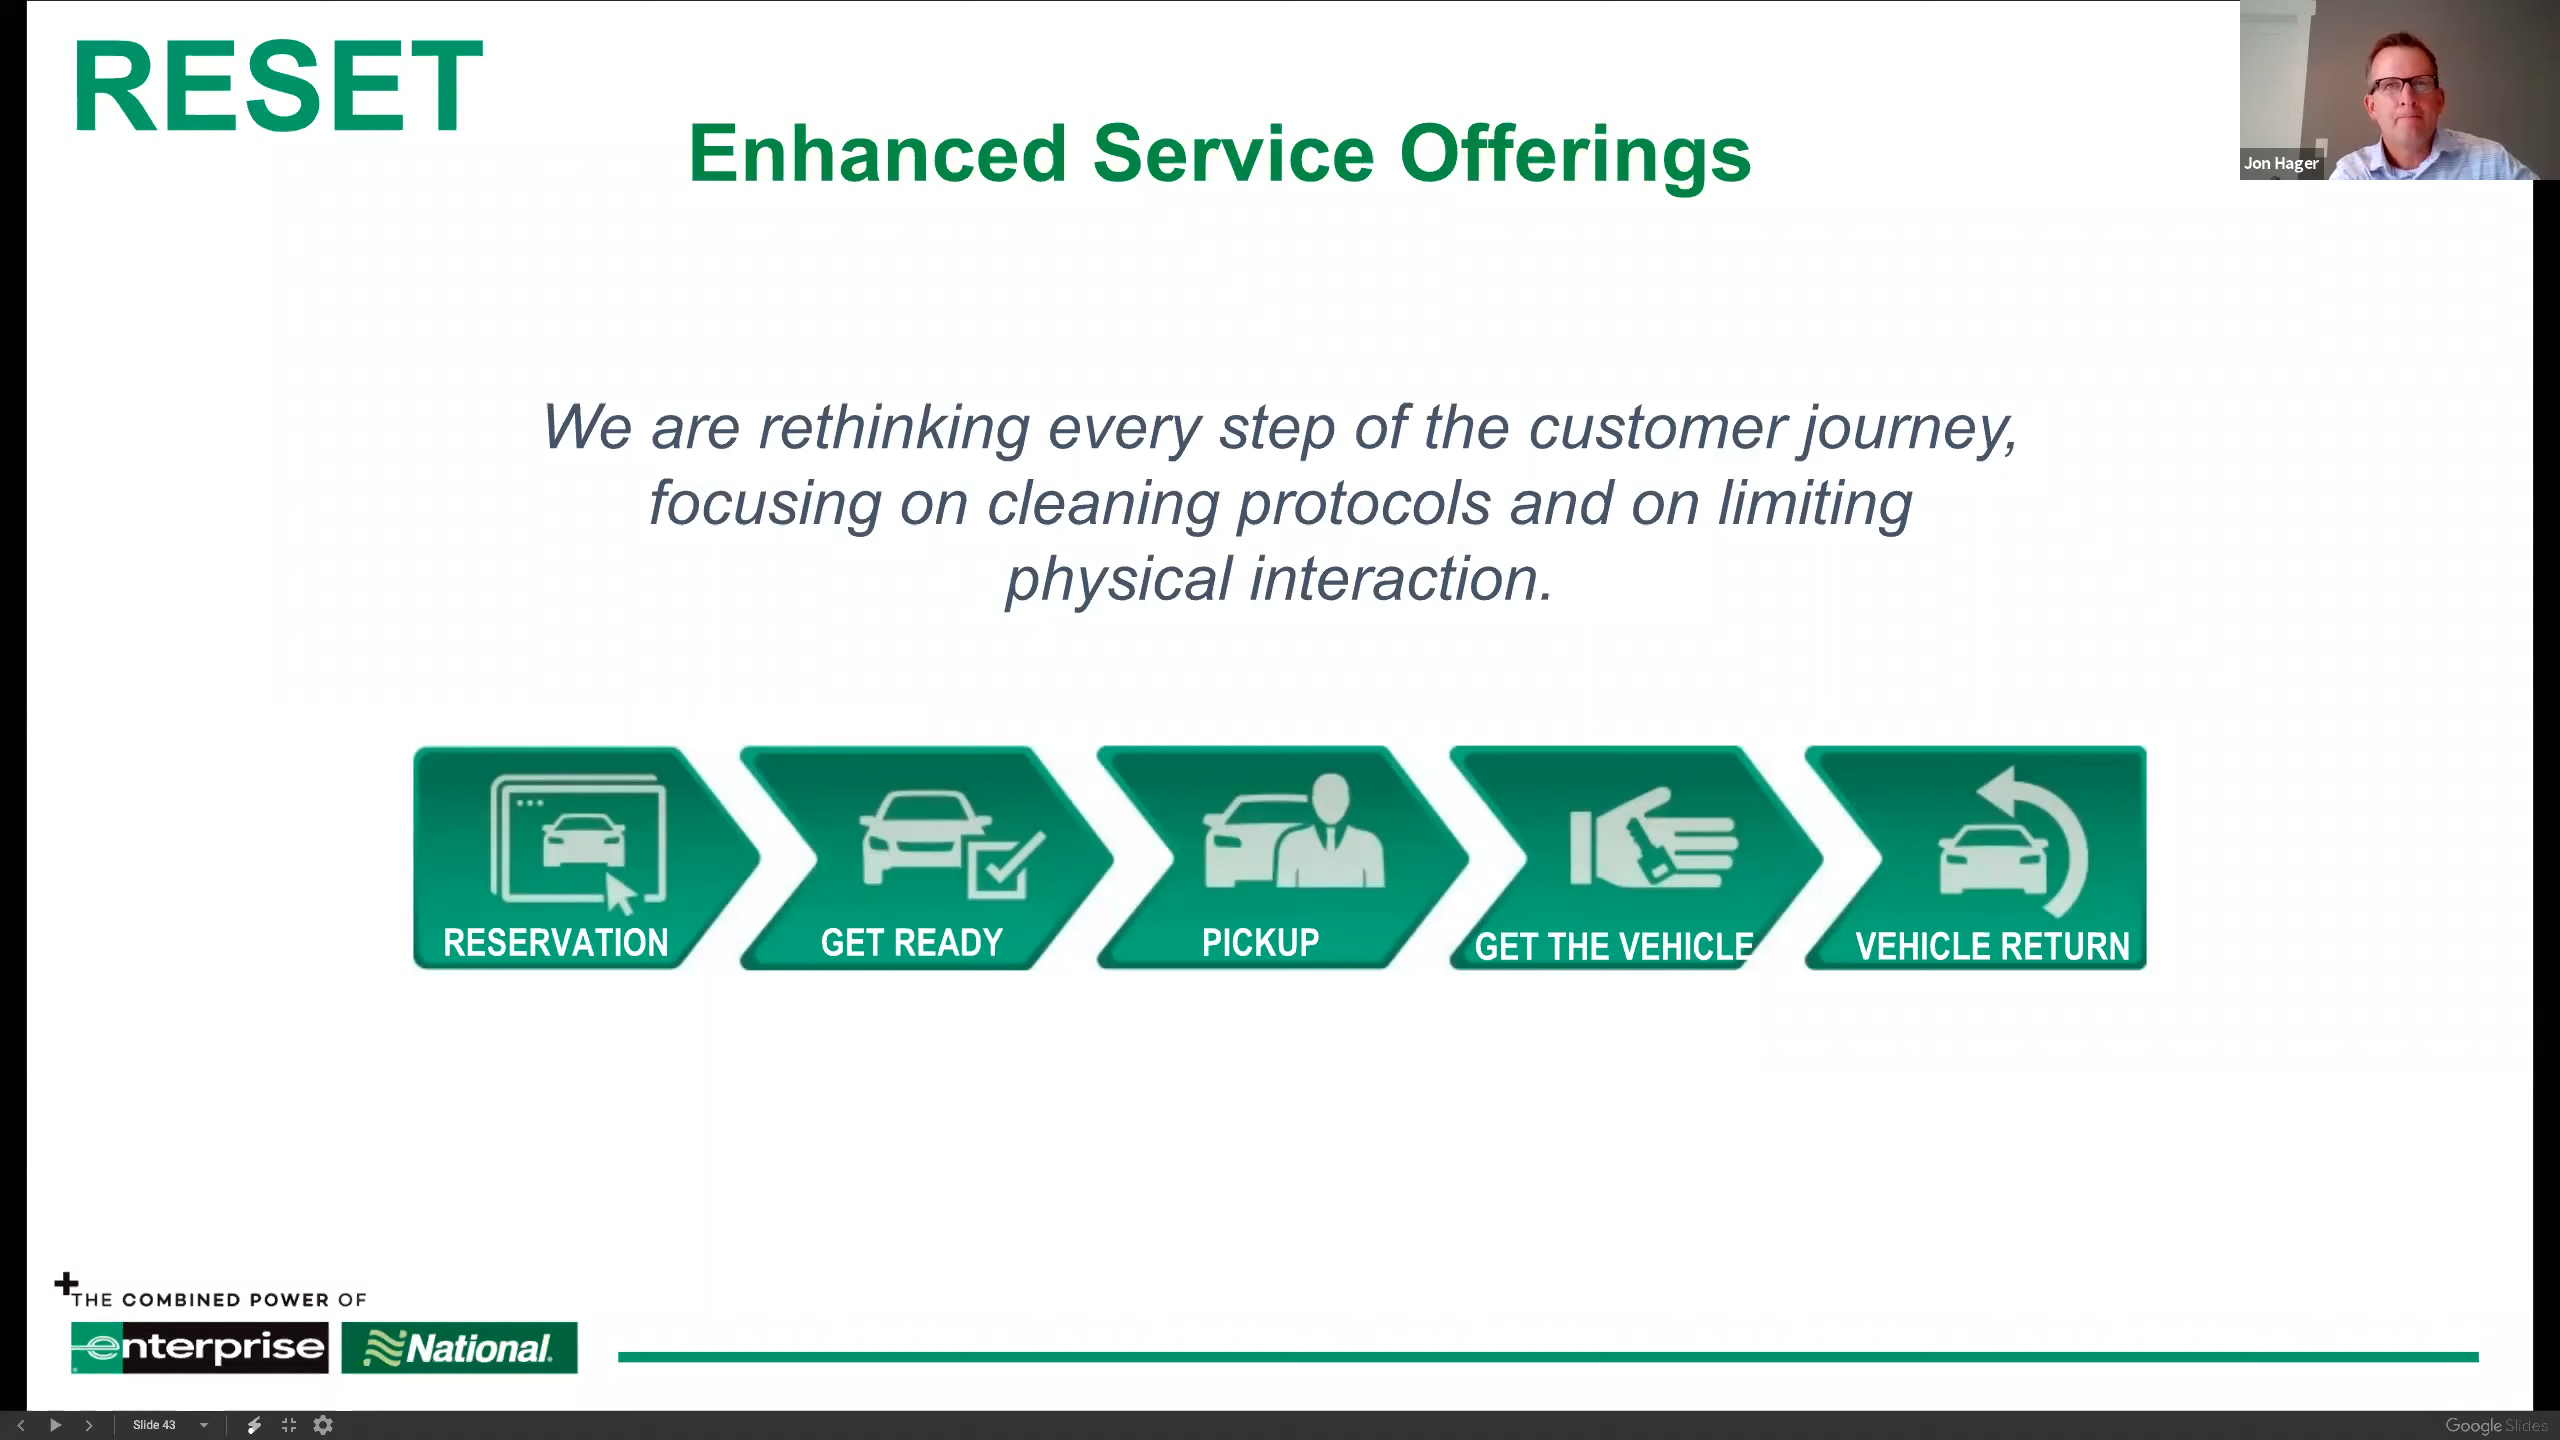 RESET
Enhanced Service Offerings
Jon Hager
We are rethinking every step of the customer journey,
focusing on cleaning protocols and on limiting
physical interaction.
RESERVATION
GET READY
PICKUP
GET THE VEHICLE
VEHICLE RETURN
THE COMBINED POWER OF
enterprise
National
Slide 43
Google Slides